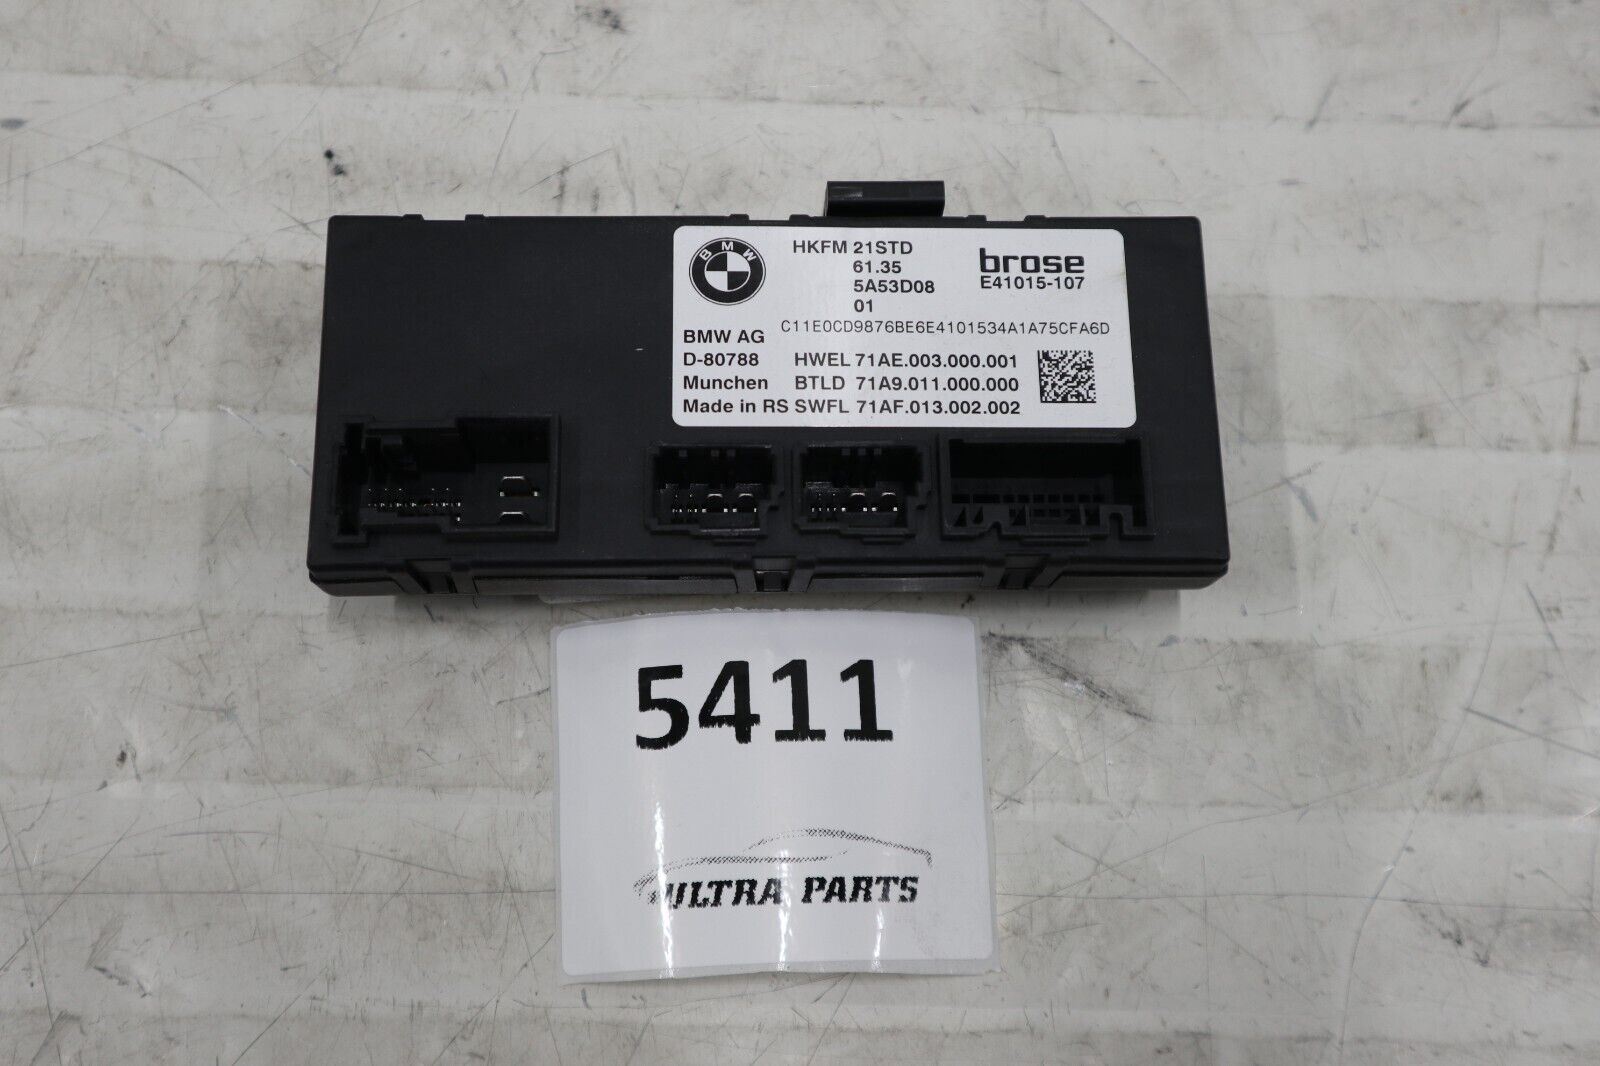 BMW
HKFM 21STD
61.35
5A53D08
01
brose
E41015-107
C11E0CD9876BE6E4101534A1A75CFA6D
BMW AG
D-80788 HWEL 71AE.003.000.001
Munchen BTLD 71A9.011.000.000
Made in RS SWFL 71AF.013.002.002
5411
ULTRA PARTS